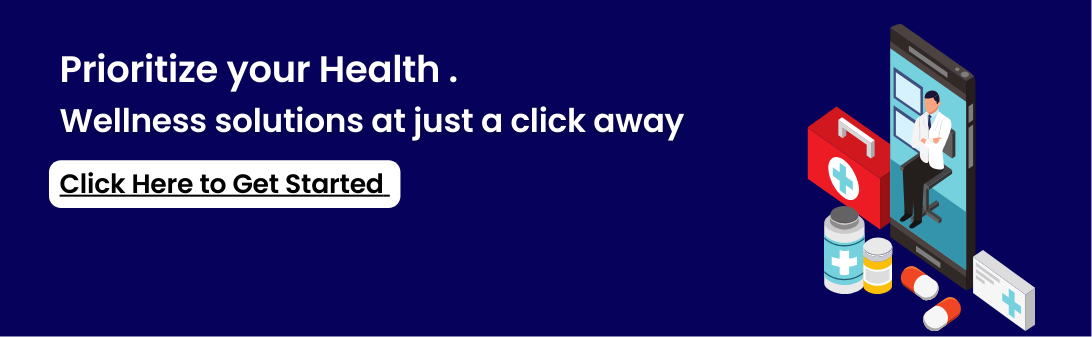 Prioritize your Health .
Wellness solutions at just a click away
Click Here to Get Started